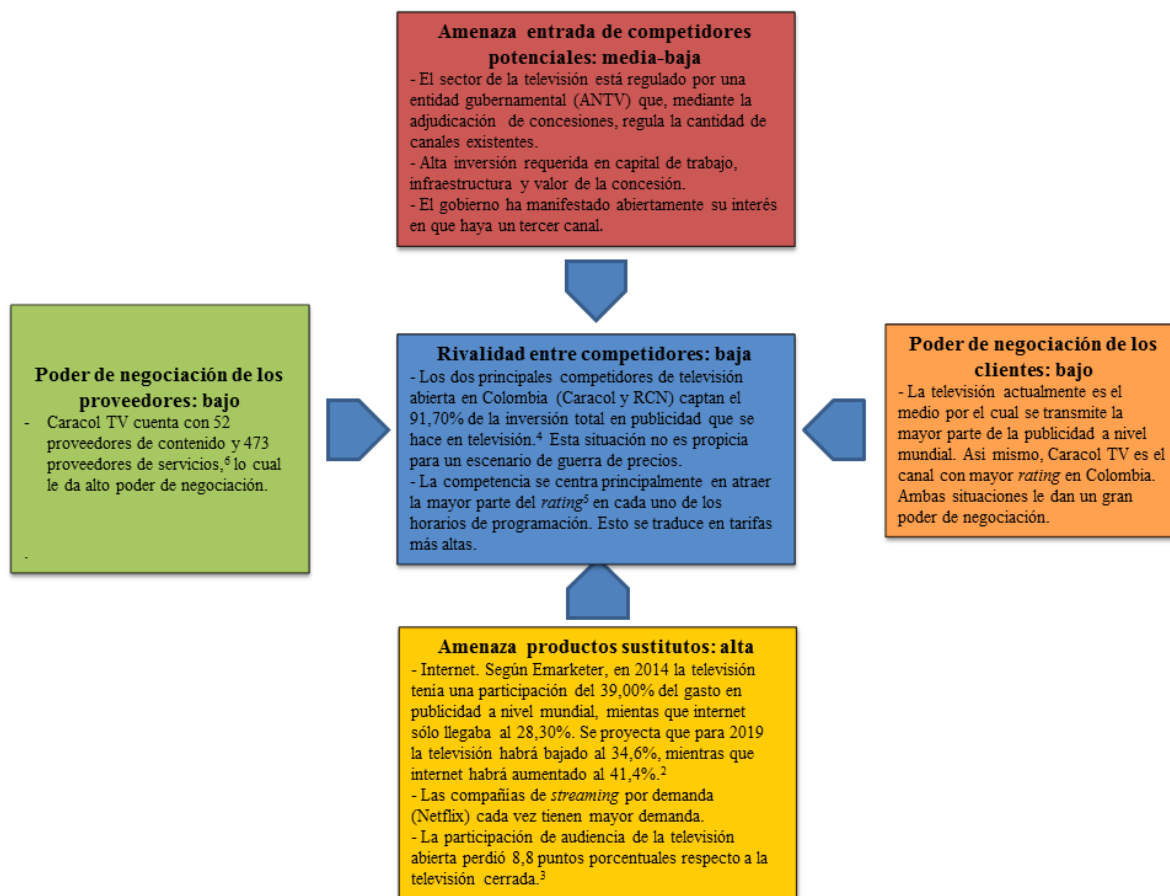 Amenaza entrada de competidores
potenciales: media-baja
- El sector de la televisión está regulado por una
entidad gubernamental (ANTV) que, mediante la
adjudicación de concesiones, regula la cantidad de
canales existentes.
- Alta inversión requerida en capital de trabajo,
infraestructura y valor de la concesión.
- El gobierno ha manifestado abiertamente su interés
en que haya un tercer canal.
Poder de negociación de los
proveedores: bajo
- Caracol TV cuenta con 52
proveedores de contenido y 473
proveedores de servicios,⁶ lo cual
le da alto poder de negociación.
.
Rivalidad entre competidores: baja
- Los dos principales competidores de televisión
abierta en Colombia (Caracol y RCN) captan el
91,70% de la inversión total en publicidad que se
hace en televisión.⁴ Esta situación no es propicia
para un escenario de guerra de precios.
- La competencia se centra principalmente en atraer
la mayor parte del rating⁵ en cada uno de los
horarios de programación. Esto se traduce en tarifas
más altas.
Poder de negociación de los
clientes: bajo
- La televisión actualmente es el
medio por el cual se transmite la
mayor parte de la publicidad a nivel
mundial. Así mismo, Caracol TV es el
canal con mayor rating en Colombia.
Ambas situaciones le dan un gran
poder de negociación.
Amenaza productos sustitutos: alta
- Internet. Según Emarketer, en 2014 la televisión
tenía una participación del 39,00% del gasto en
publicidad a nivel mundial, mientas que internet
sólo llegaba al 28,30%. Se proyecta que para 2019
la televisión habrá bajado al 34,6%, mientras que
internet habrá aumentado al 41,4%.²
- Las compañías de streaming por demanda
(Netflix) cada vez tienen mayor demanda.
- La participación de audiencia de la televisión
abierta perdió 8,8 puntos porcentuales respecto a la
televisión cerrada.³